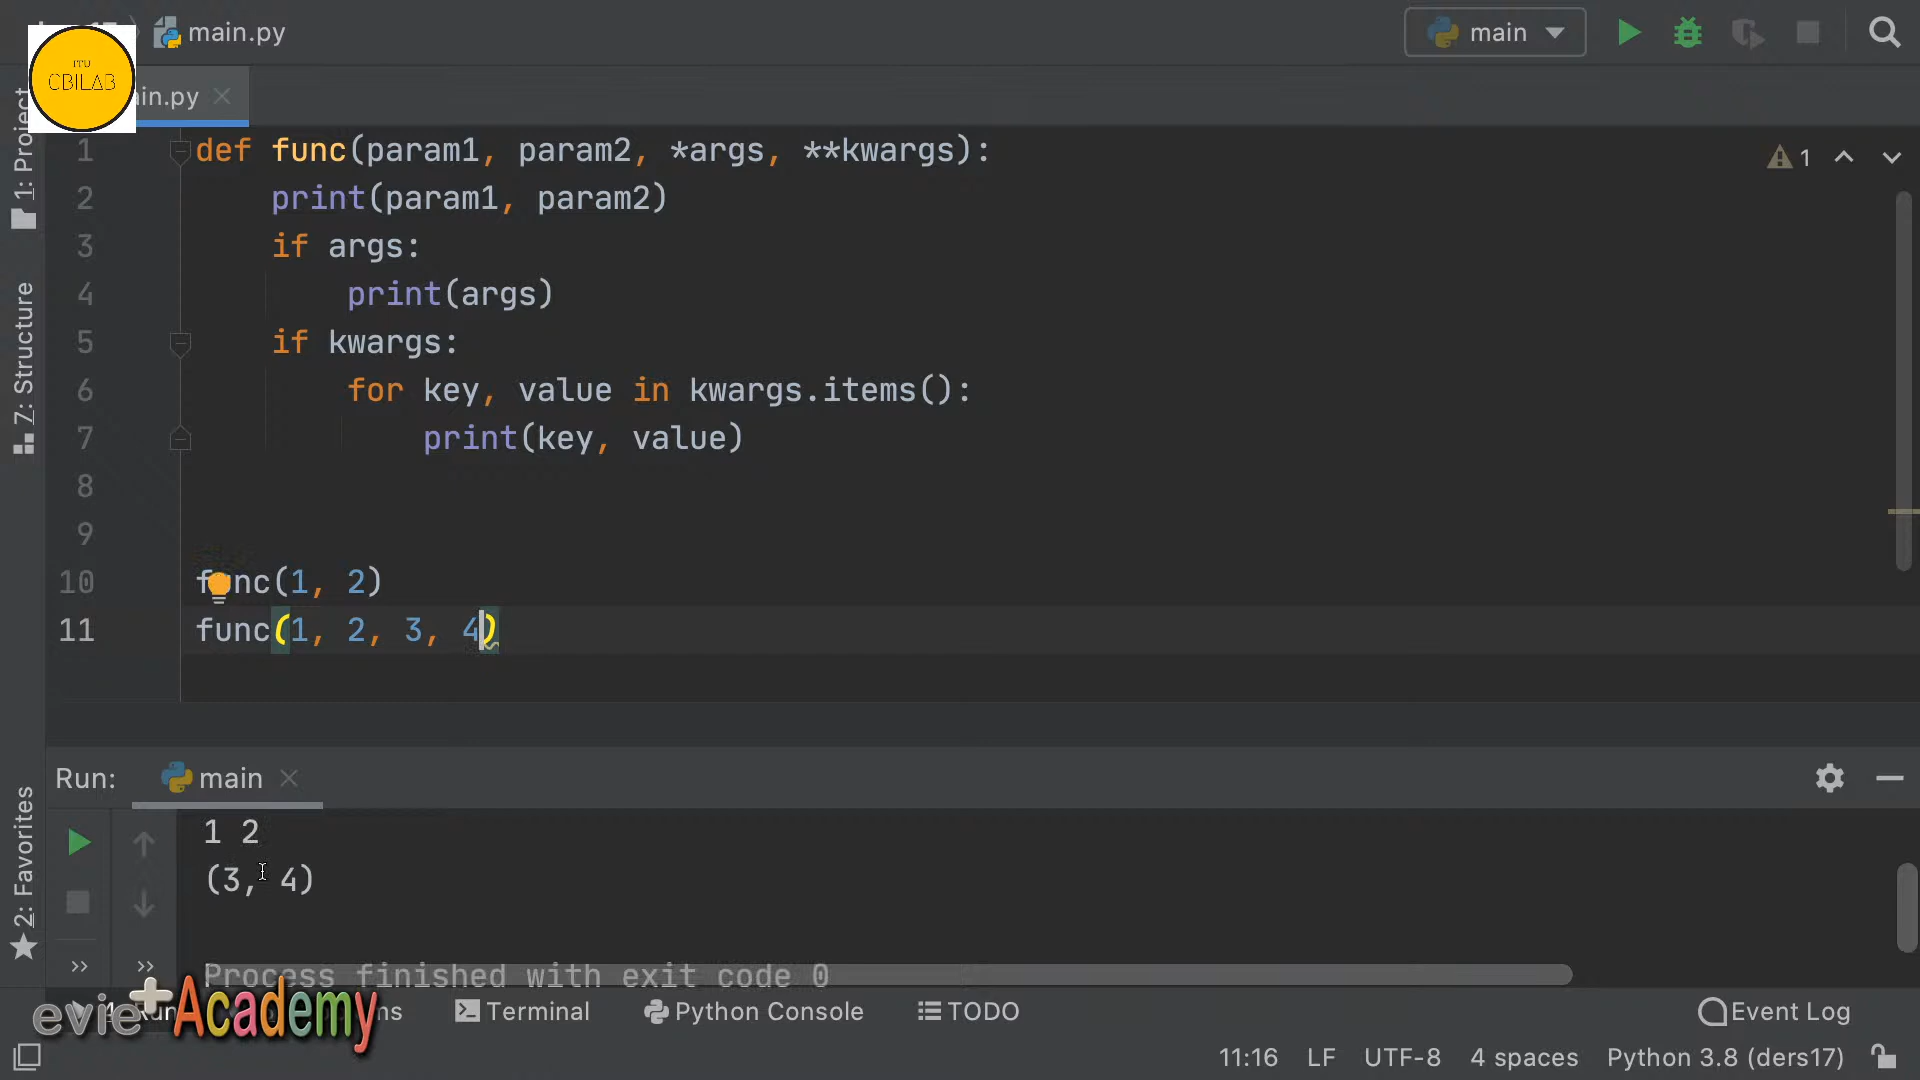 main.py
main
ITU
CBILAB
in.py
1: Project
1 def func(param1, param2, *args, **kwargs):
1
2 print(param1, param2)
3 if args:
4 print(args)
5 if kwargs:
6 for key, value in kwargs.items():
7 print(key, value)
8
9
10 func(1, 2)
11 func(1, 2, 3, 4)
7: Structure
2: Favorites
Run: main
1 2
(3, 4)
Process finished with exit code 0
evie+Academy
Terminal
Python Console
TODO
Event Log
11:16 LF UTF-8 4 spaces Python 3.8 (ders17)